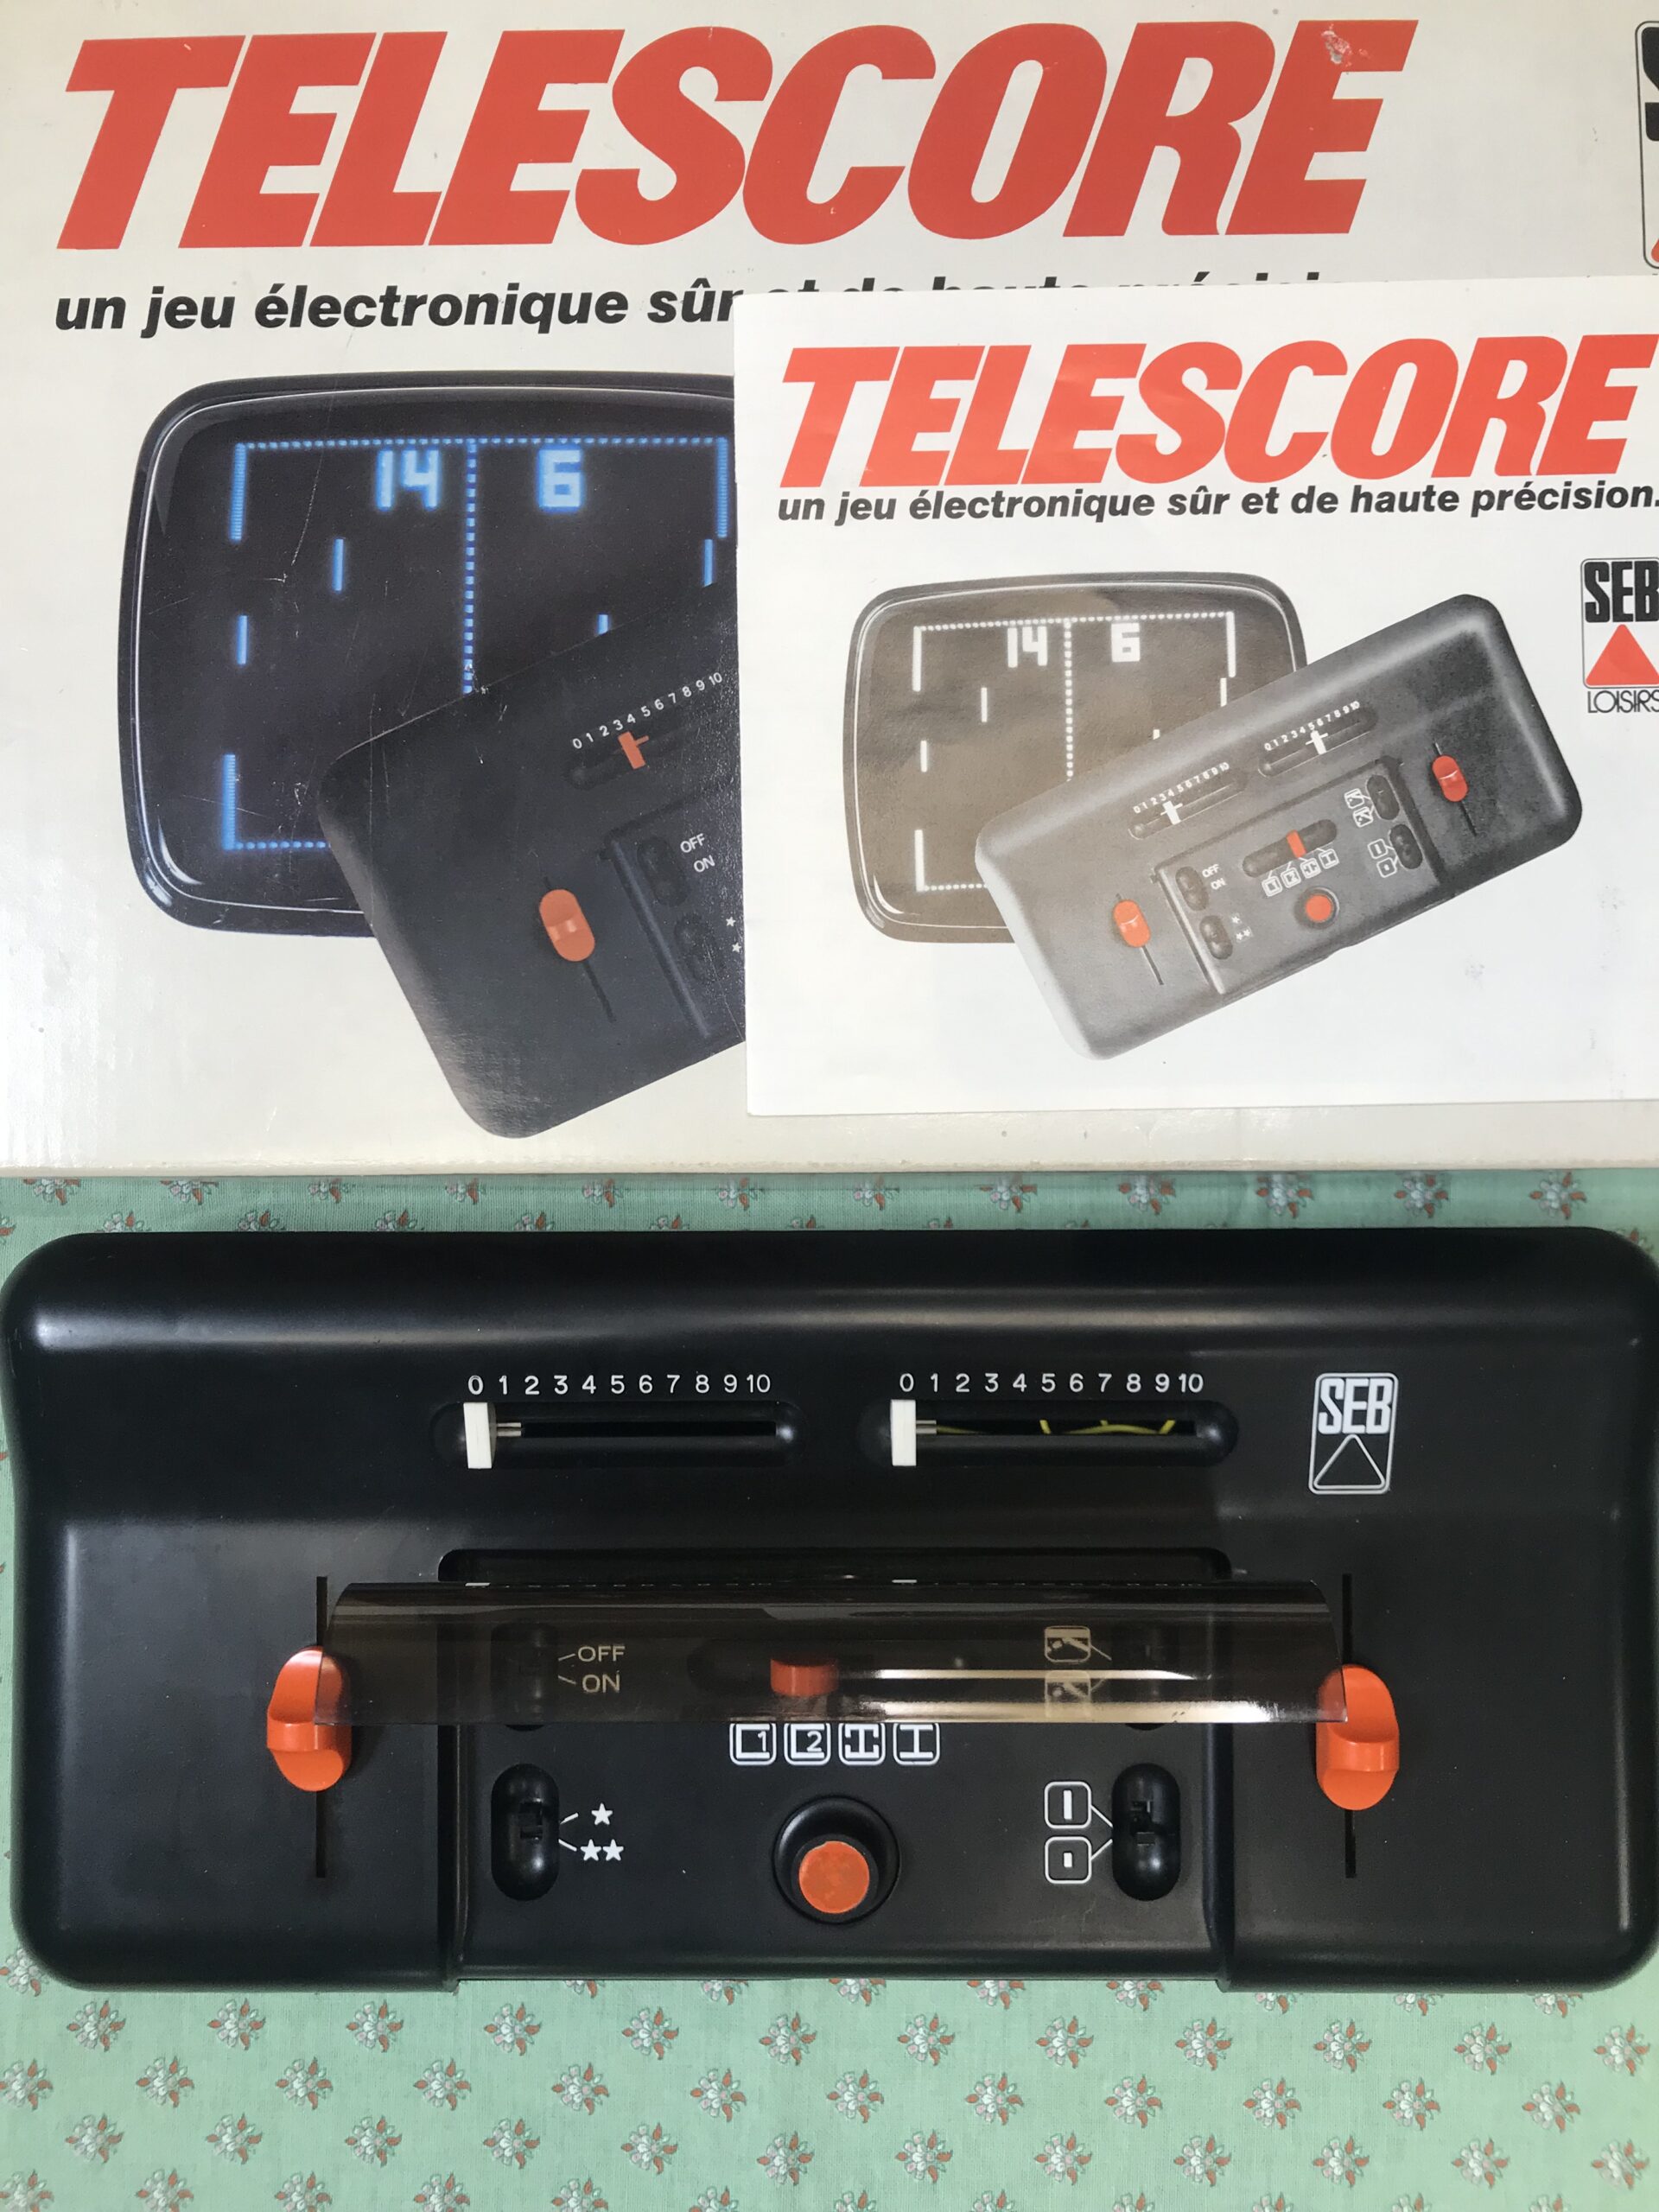 TELESCORE
un jeu électronique sûr et de haute précision
14 6
0 1 2 3 4 5 6 7 8 9 10
OFF
ON
TELESCORE
un jeu électronique sûr et de haute précision.
14 6
SEB
LOISIRS
0 1 2 3 4 5 6 7 8 9 10
0 1 2 3 4 5 6 7 8 9 10
OFF
ON
0 1 2 3 4 5 6 7 8 9 10
0 1 2 3 4 5 6 7 8 9 10
SEB
OFF
ON
1 2